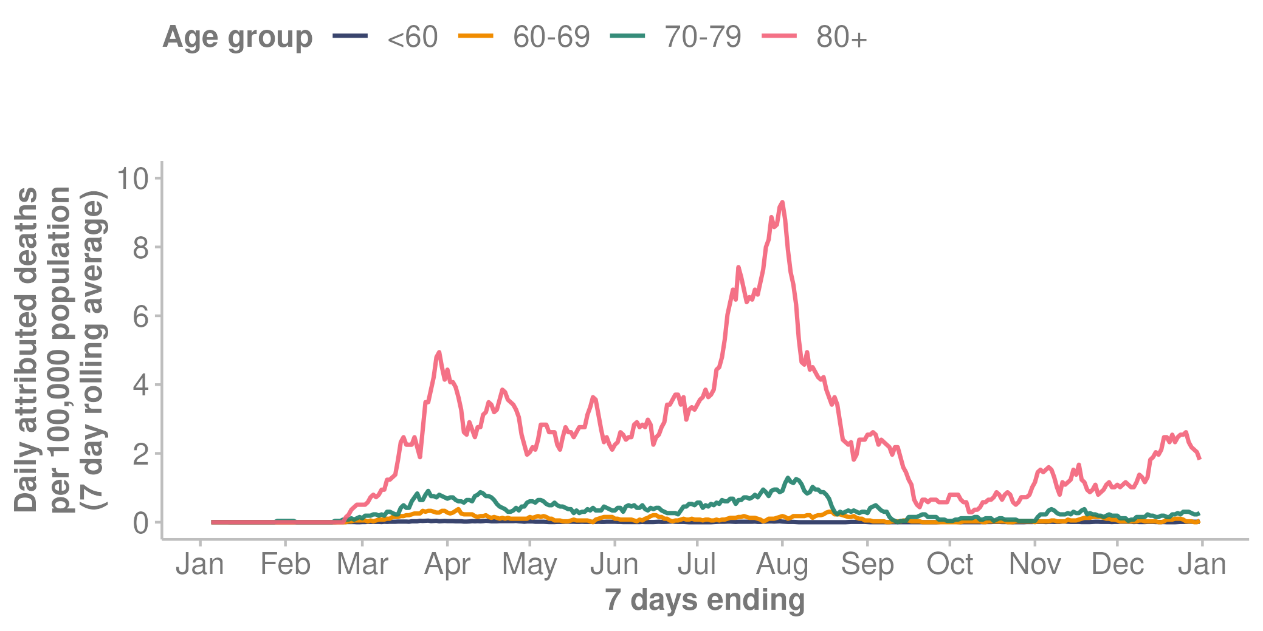 Age group <60 60-69 70-79 80+
Daily attributed deaths
per 100,000 population
(7 day rolling average)
10
8
6
4
2
0
Jan Feb Mar Apr May Jun Jul Aug Sep Oct Nov Dec Jan
7 days ending